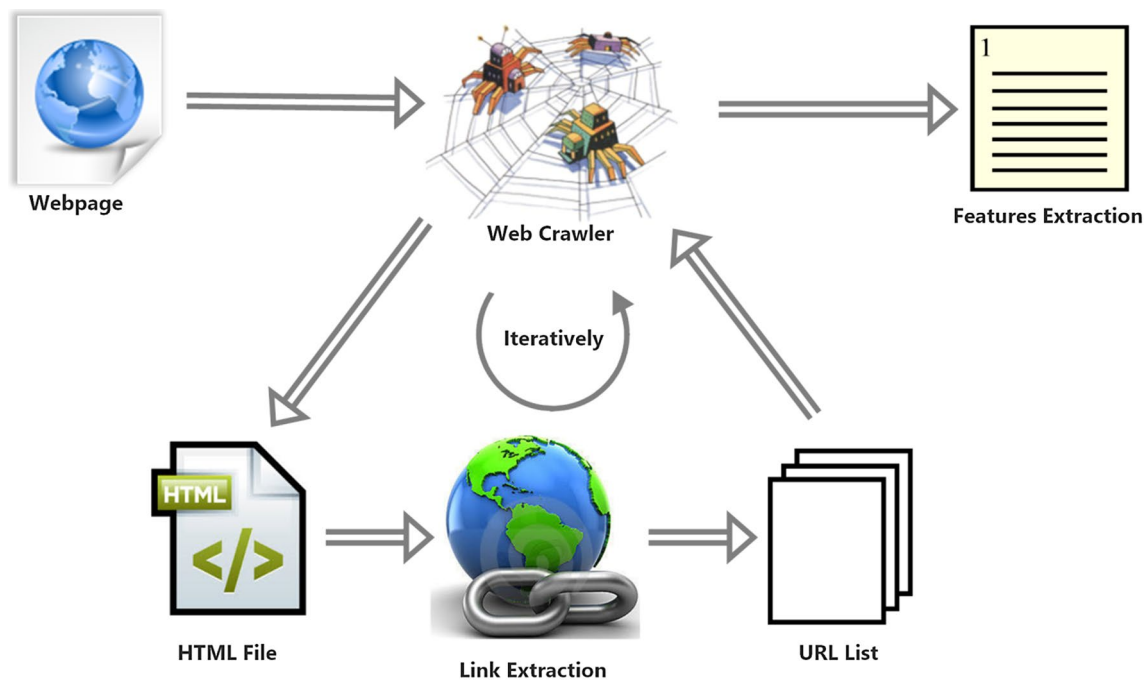 1
Webpage
Features Extraction
Web Crawler
Iteratively
HTML
</>
HTML File
Link Extraction
URL List